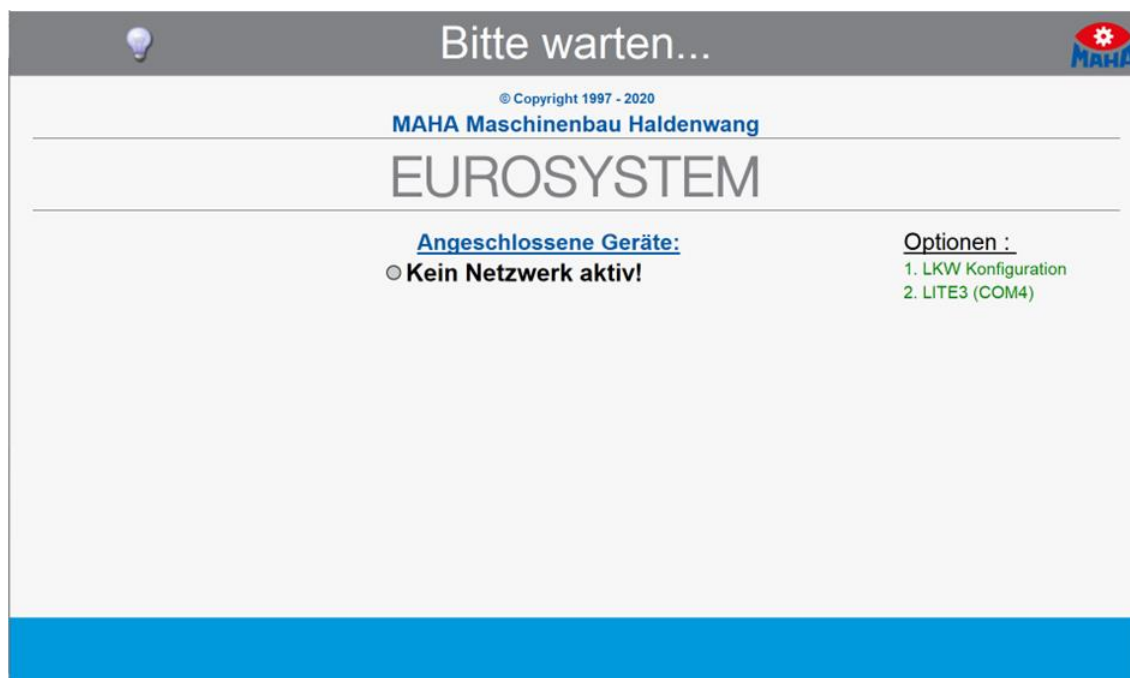 Bitte warten...
MAHA
© Copyright 1997 - 2020
MAHA Maschinenbau Haldenwang
EUROSYSTEM
Angeschlossene Geräte:
Kein Netzwerk aktiv!
Optionen :
1. LKW Konfiguration
2. LITE3 (COM4)